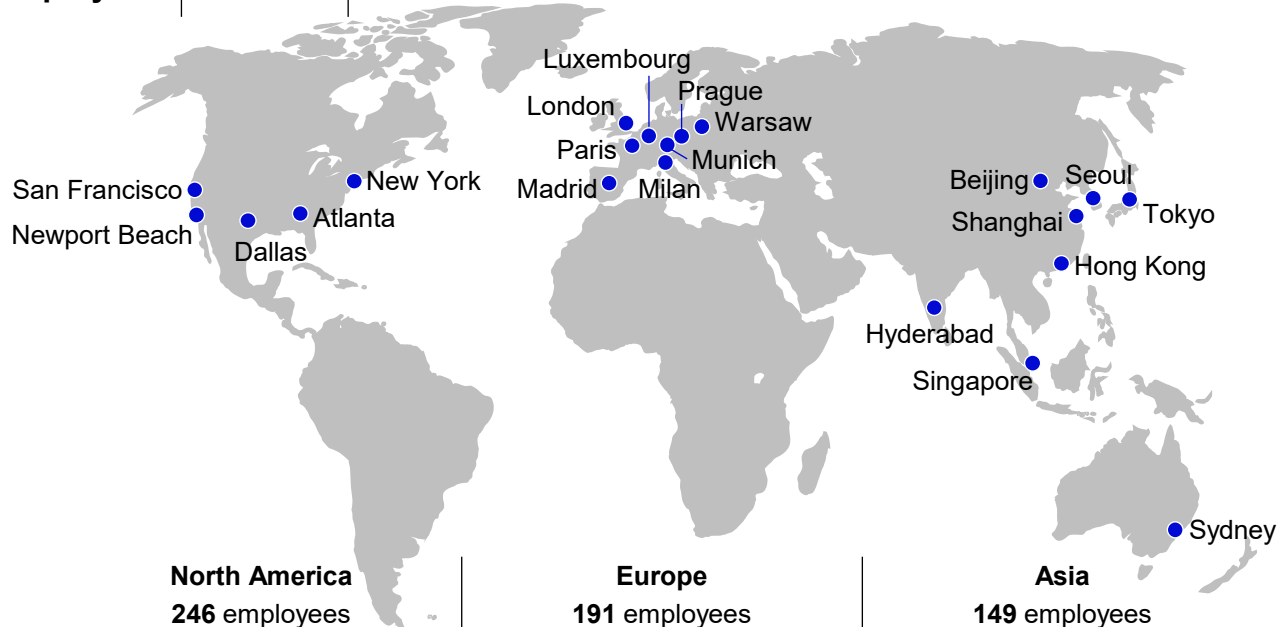 Luxembourg
Prague
London
Warsaw
Paris
Munich
Madrid
Milan
San Francisco
New York
Newport Beach
Atlanta
Dallas
Beijing
Seoul
Shanghai
Tokyo
Hong Kong
Hyderabad
Singapore
Sydney
North America
246 employees
Europe
191 employees
Asia
149 employees